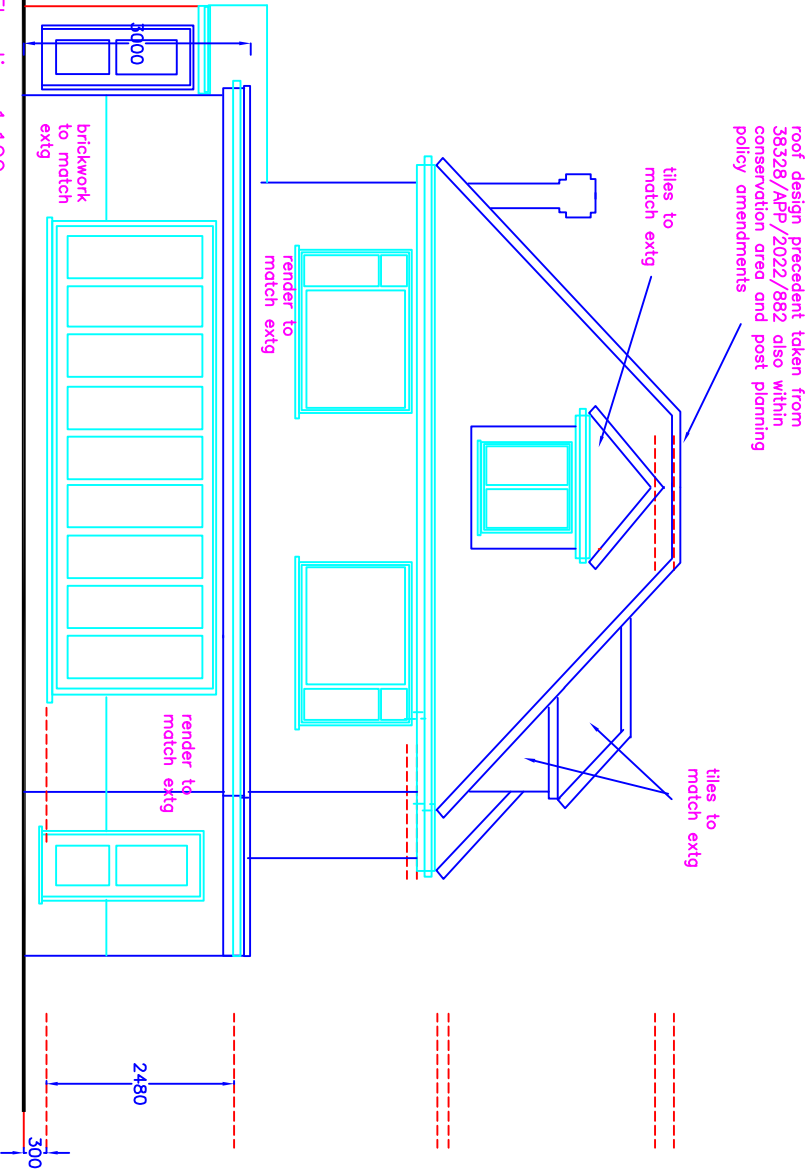 roof design precedent taken from
38328/APP/2022/882 also within
conservation area and post planning
policy amendments
tiles to
match extg
tiles to
match extg
render to
match extg
render to
match extg
brickwork
to match
extg
3000
2480
300